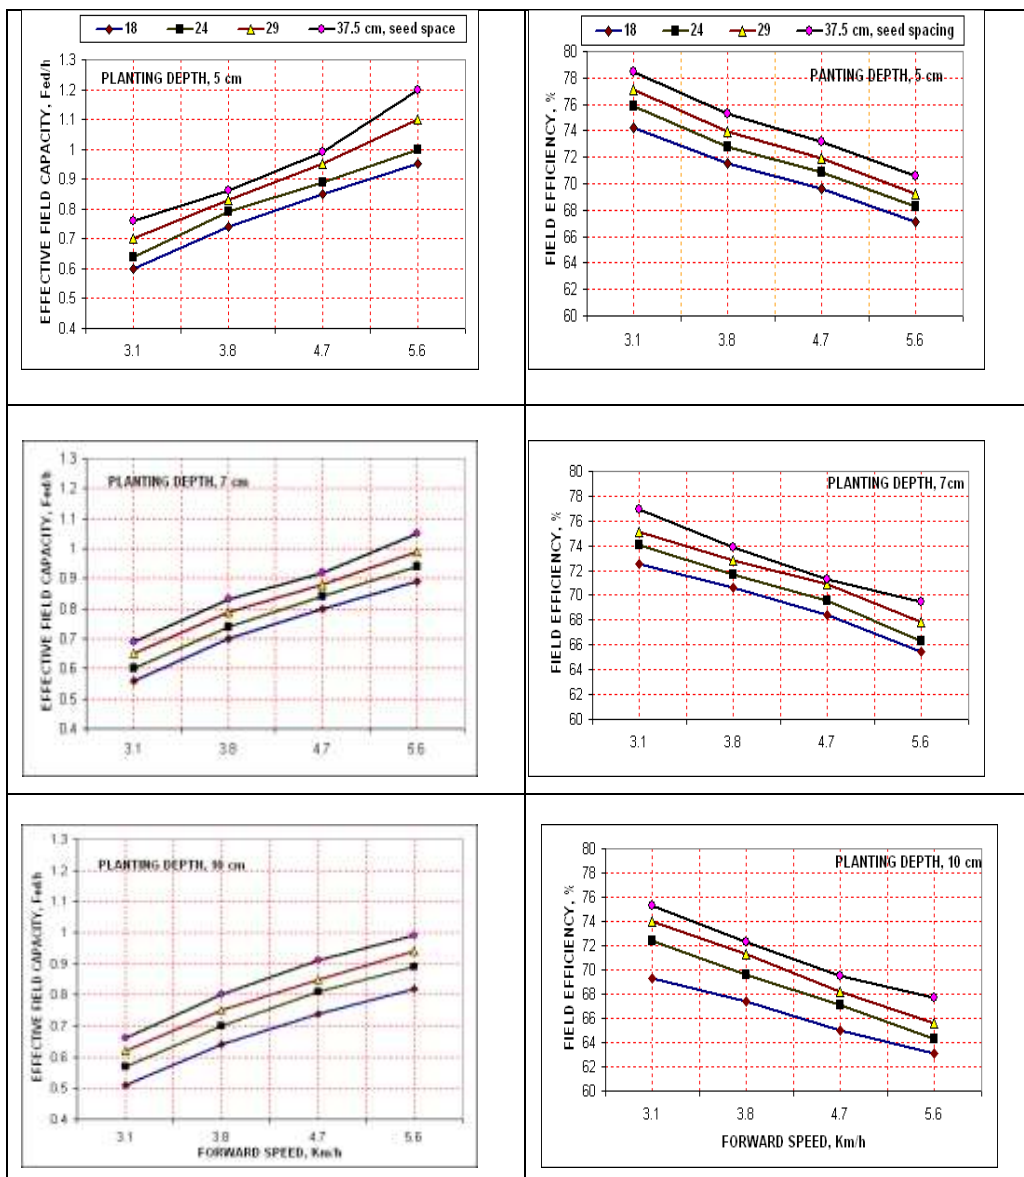 18 24 29 37.5 cm, seed space
PLANTING DEPTH, 5 cm
EFFECTIVE FIELD CAPACITY, Fed/h
1.3
1.2
1.1
1
0.9
0.8
0.7
0.6
0.5
0.4
3.1 3.8 4.7 5.6
18 24 29 37.5 cm, seed spacing
PANTING DEPTH, 5 cm
FIELD EFFICIENCY, %
80
78
76
74
72
70
68
66
64
62
60
3.1 3.8 4.7 5.6
PLANTING DEPTH, 7 cm
EFFECTIVE FIELD CAPACITY, Fed/h
1.3
1.2
1.1
1
0.9
0.8
0.7
0.6
0.5
0.4
3.1 3.8 4.7 5.6
PLANTING DEPTH, 7cm
FIELD EFFICIENCY, %
80
78
76
74
72
70
68
66
64
62
60
3.1 3.8 4.7 5.6
PLANTING DEPTH, 10 cm
EFFECTIVE FIELD CAPACITY, Fed/h
1.3
1.2
1.1
1
0.9
0.8
0.7
0.6
0.5
0.4
3.1 3.8 4.7 5.6
FORWARD SPEED, Km/h
PLANTING DEPTH, 10 cm
FIELD EFFICIENCY, %
80
78
76
74
72
70
68
66
64
62
60
3.1 3.8 4.7 5.6
FORWARD SPEED, Km/h